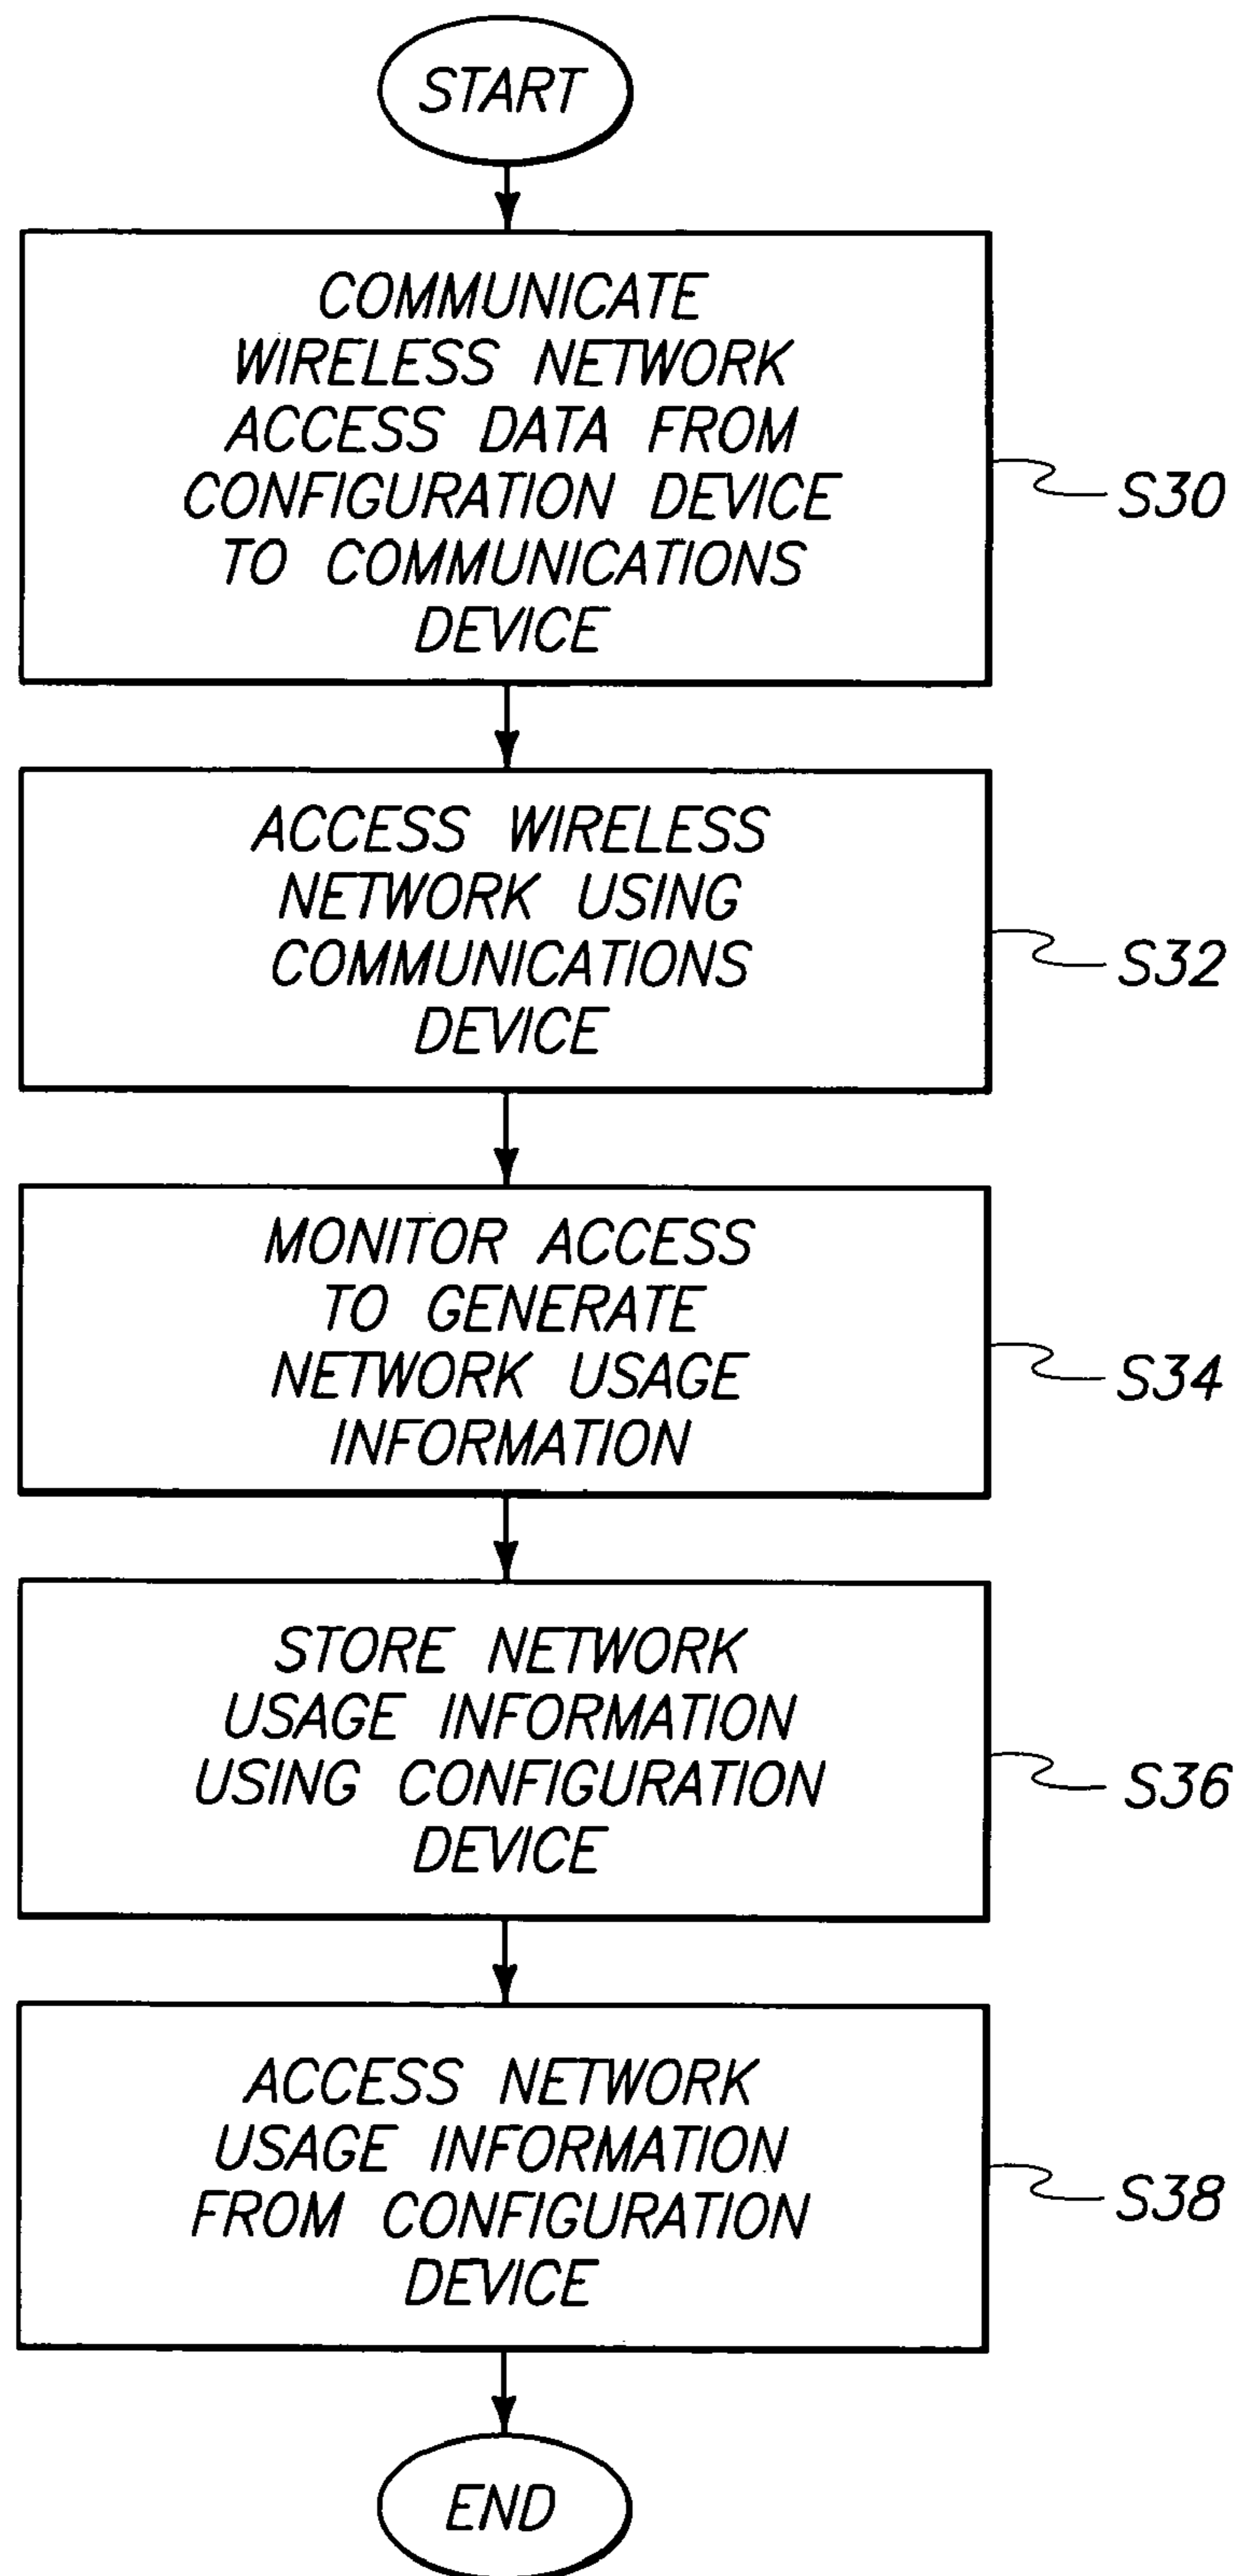 START
COMMUNICATE
WIRELESS NETWORK
ACCESS DATA FROM
CONFIGURATION DEVICE
TO COMMUNICATIONS
DEVICE
S30
ACCESS WIRELESS
NETWORK USING
COMMUNICATIONS
DEVICE
S32
MONITOR ACCESS
TO GENERATE
NETWORK USAGE
INFORMATION
S34
STORE NETWORK
USAGE INFORMATION
USING CONFIGURATION
DEVICE
S36
ACCESS NETWORK
USAGE INFORMATION
FROM CONFIGURATION
DEVICE
S38
END